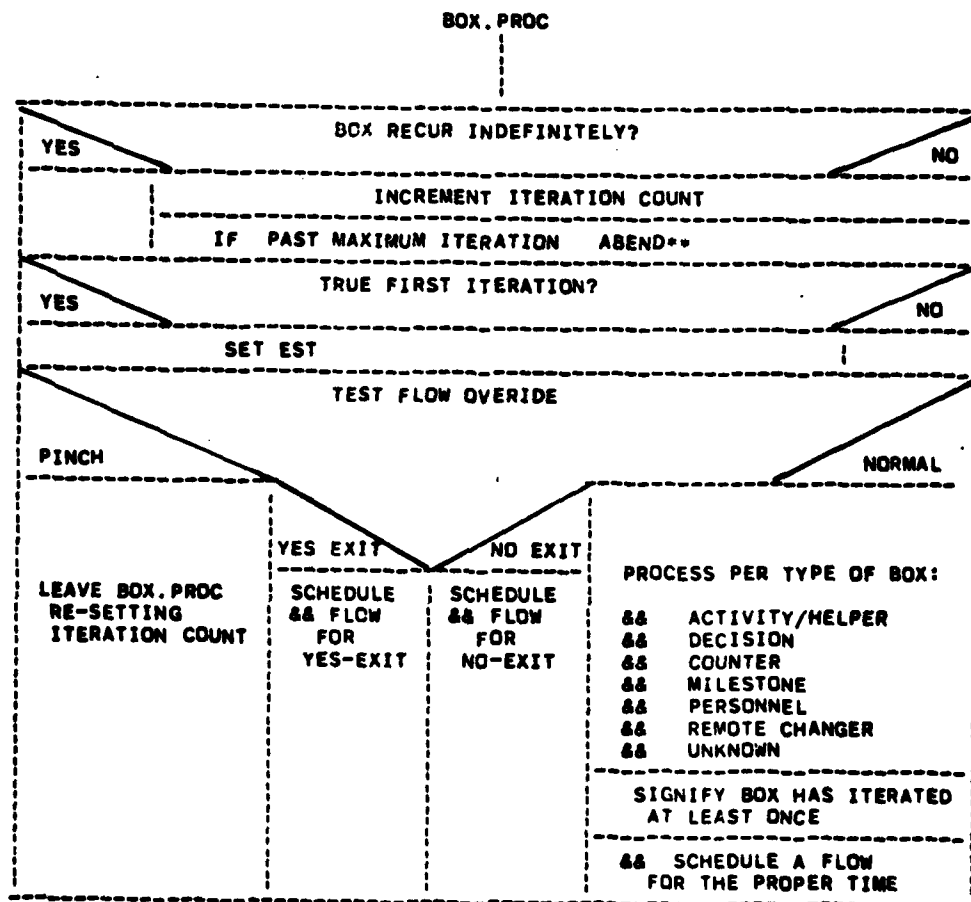 BOX.PROC
BOX RECUR INDEFINITELY?
YES NO
INCREMENT ITERATION COUNT
IF PAST MAXIMUM ITERATION ABEND**
TRUE FIRST ITERATION?
YES NO
SET EST
TEST FLOW OVERIDE
PINCH NORMAL
YES EXIT NO EXIT
LEAVE BOX.PROC
RE-SETTING
ITERATION COUNT
SCHEDULE
&& FLOW
FOR
YES-EXIT
SCHEDULE
&& FLOW
FOR
NO-EXIT
PROCESS PER TYPE OF BOX:
&& ACTIVITY/HELPER
&& DECISION
&& COUNTER
&& MILESTONE
&& PERSONNEL
&& REMOTE CHANGER
&& UNKNOWN
SIGNIFY BOX HAS ITERATED
AT LEAST ONCE
&& SCHEDULE A FLOW
FOR THE PROPER TIME